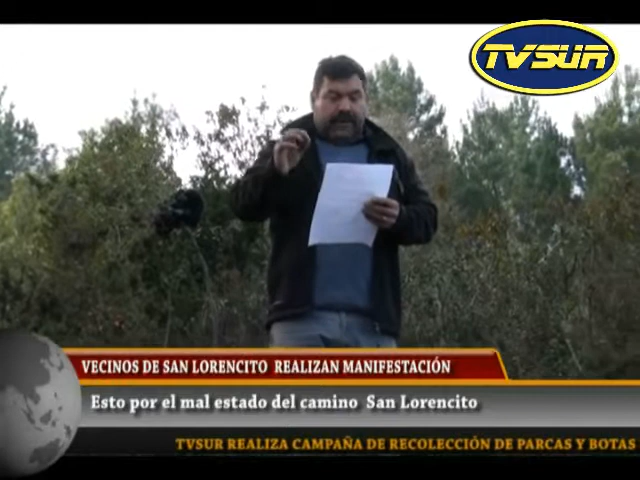 TVSUR
VECINOS DE SAN LORENCITO REALIZAN MANIFESTACIÓN
Esto por el mal estado del camino San Lorencito
TVSUR REALIZA CAMPAÑA DE RECOLECCIÓN DE PARCAS Y BOTAS